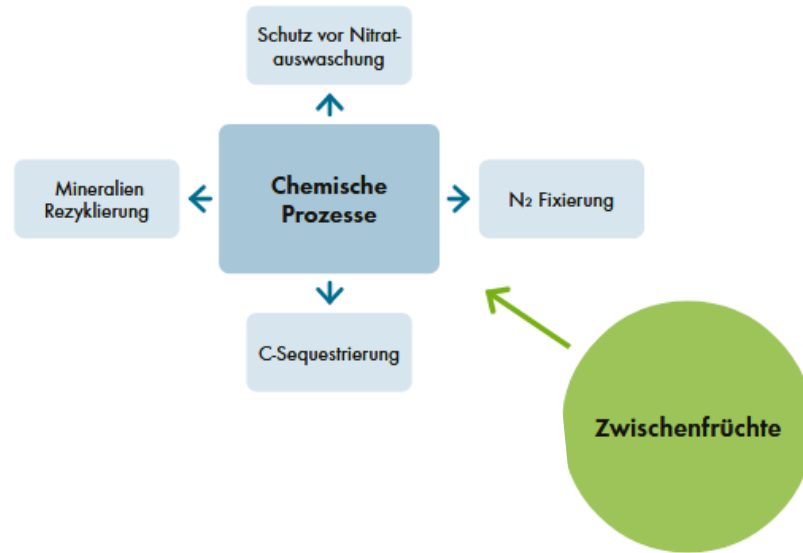 Schutz vor Nitrat-
auswaschung
Mineralien
Rezyklierung
Chemische
Prozesse
N₂ Fixierung
C-Sequestrierung
Zwischenfrüchte